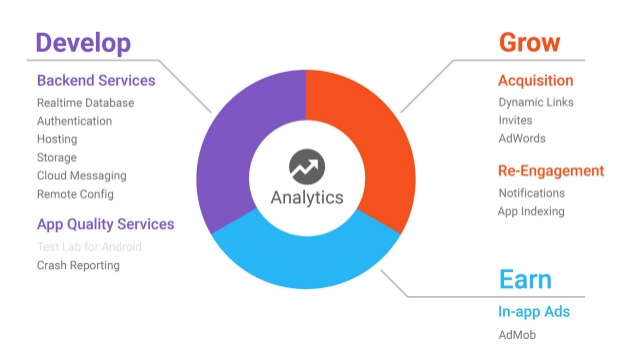 Develop
Backend Services
Realtime Database
Authentication
Hosting
Storage
Cloud Messaging
Remote Config
App Quality Services
Test Lab for Android
Crash Reporting
Analytics
Grow
Acquisition
Dynamic Links
Invites
AdWords
Re-Engagement
Notifications
App Indexing
Earn
In-app Ads
AdMob